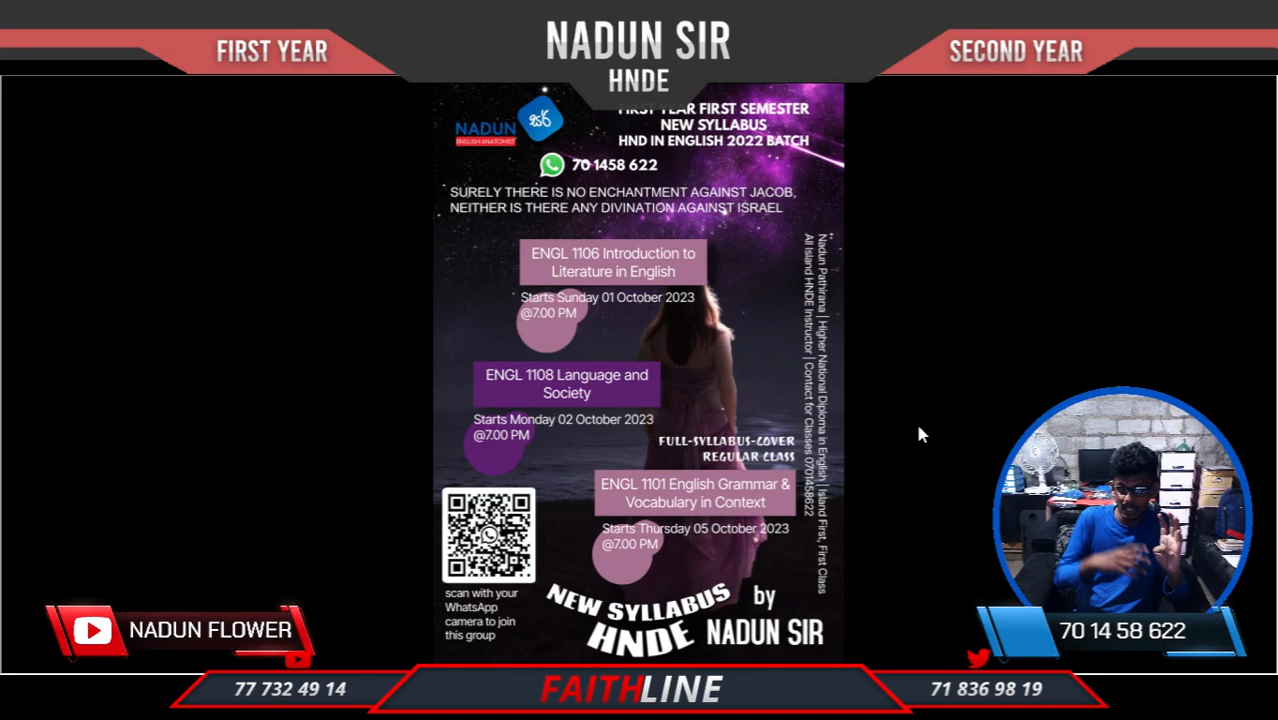 FIRST YEAR
NADUN SIR
HNDE
SECOND YEAR
NADUN
සර්
ENGLISH ANATOMIST
FIRST YEAR FIRST SEMESTER
NEW SYLLABUS
HND IN ENGLISH 2022 BATCH
70 1458 622
SURELY THERE IS NO ENCHANTMENT AGAINST JACOB,
NEITHER IS THERE ANY DIVINATION AGAINST ISRAEL
ENGL 1106 Introduction to
Literature in English
Starts Sunday 01 October 2023
@7.00 PM
ENGL 1108 Language and
Society
Starts Monday 02 October 2023
@7.00 PM
FULL-SYLLABUS-COVER
REGULAR CLASS
ENGL 1101 English Grammar &
Vocabulary in Context
Starts Thursday 05 October 2023
@7.00 PM
Nadun Pathirana | Higher National Diploma in English | Island First, First Class
All Island HNDE Instructor | Contact for Classes 0701458622
scan with your
WhatsApp
camera to join
this group
NEW SYLLABUS
HNDE
by
NADUN SIR
NADUN FLOWER
70 14 58 622
77 732 49 14
FAITHLINE
71 836 98 19